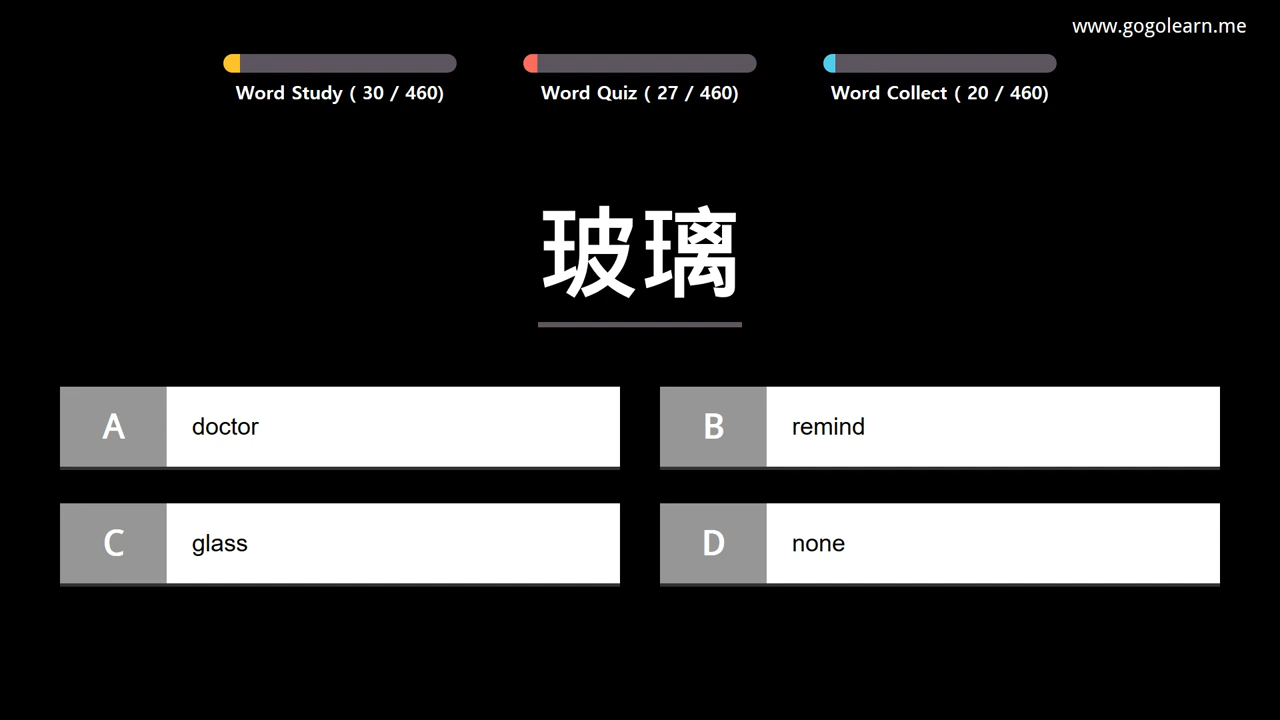 www.gogolearn.me
Word Study ( 30 / 460)
Word Quiz ( 27 / 460)
Word Collect ( 20 / 460)
玻璃
A doctor
B remind
C glass
D none